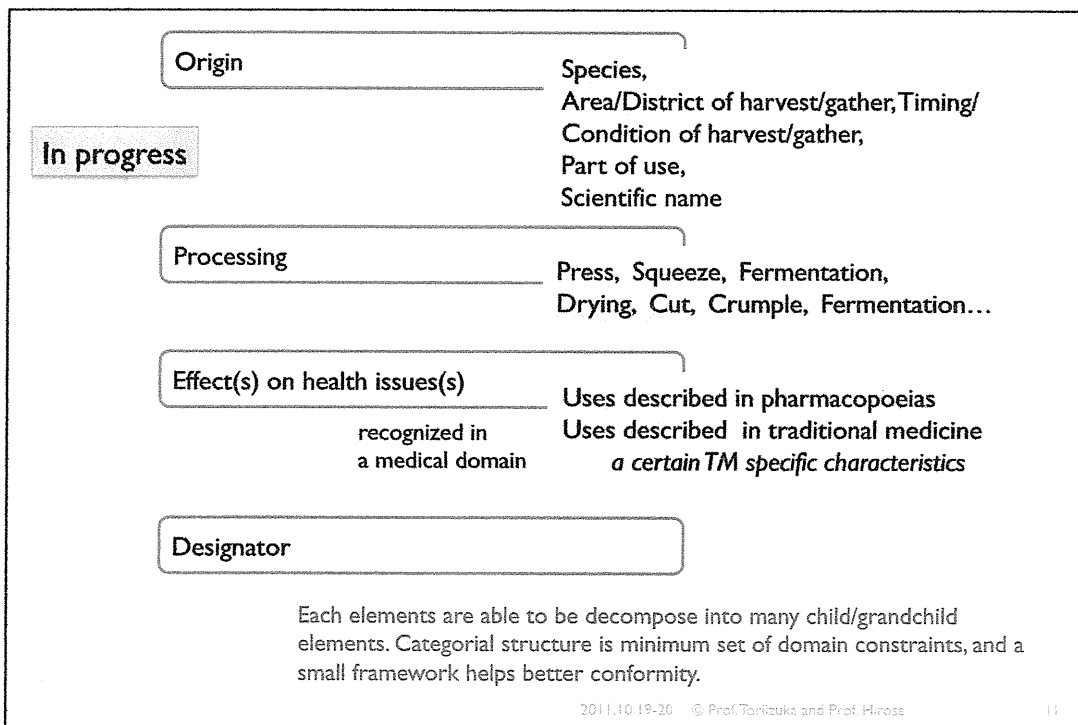 Origin
Species,
Area/District of harvest/gather, Timing/
Condition of harvest/gather,
Part of use,
Scientific name
In progress
Processing
Press, Squeeze, Fermentation,
Drying, Cut, Crumple, Fermentation...
Effect(s) on health issues(s)
recognized in
a medical domain
Uses described in pharmacopoeias
Uses described in traditional medicine
a certain TM specific characteristics
Designator
Each elements are able to be decompose into many child/grandchild
elements. Categorial structure is minimum set of domain constraints, and a
small framework helps better conformity.
2011.10.19-20 © Prof. Toriizuka and Prof. Hirose 11